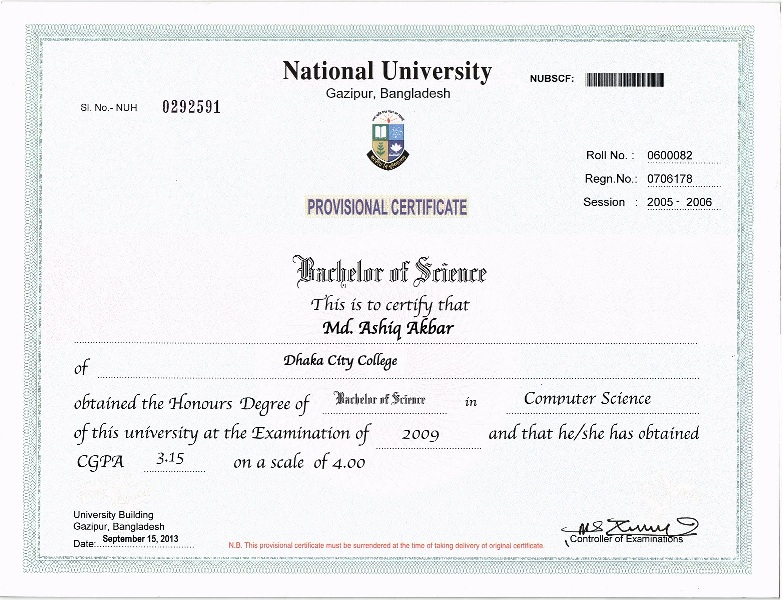 National University
Gazipur, Bangladesh
NUBSCF:
Sl. No.- NUH 0292591
Roll No. : 0600082
Regn.No.: 0706178
Session : 2005 - 2006
PROVISIONAL CERTIFICATE
Bachelor of Science
This is to certify that
Md. Ashiq Akbar
of Dhaka City College
obtained the Honours Degree of Bachelor of Science in Computer Science
of this university at the Examination of 2009 and that he/she has obtained
CGPA 3.15 on a scale of 4.00
University Building
Gazipur, Bangladesh
Date: September 15, 2013
N.B. This provisional certificate must be surrendered at the time of taking delivery of original certificate.
Controller of Examinations